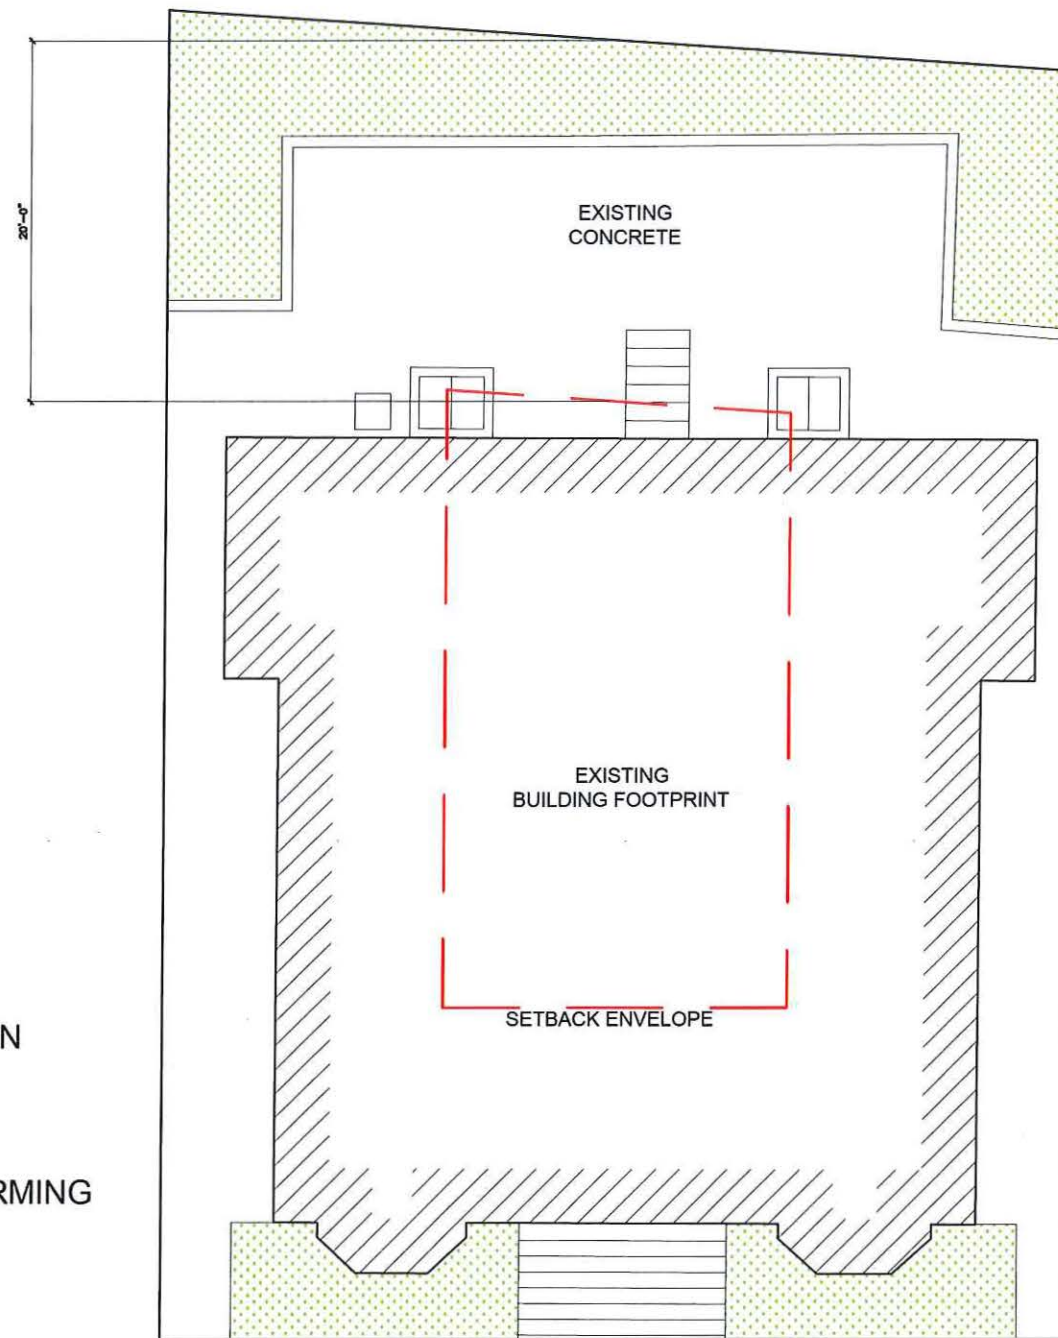 20'-0"
EXISTING
CONCRETE
EXISTING
BUILDING FOOTPRINT
SETBACK ENVELOPE
N
RMING